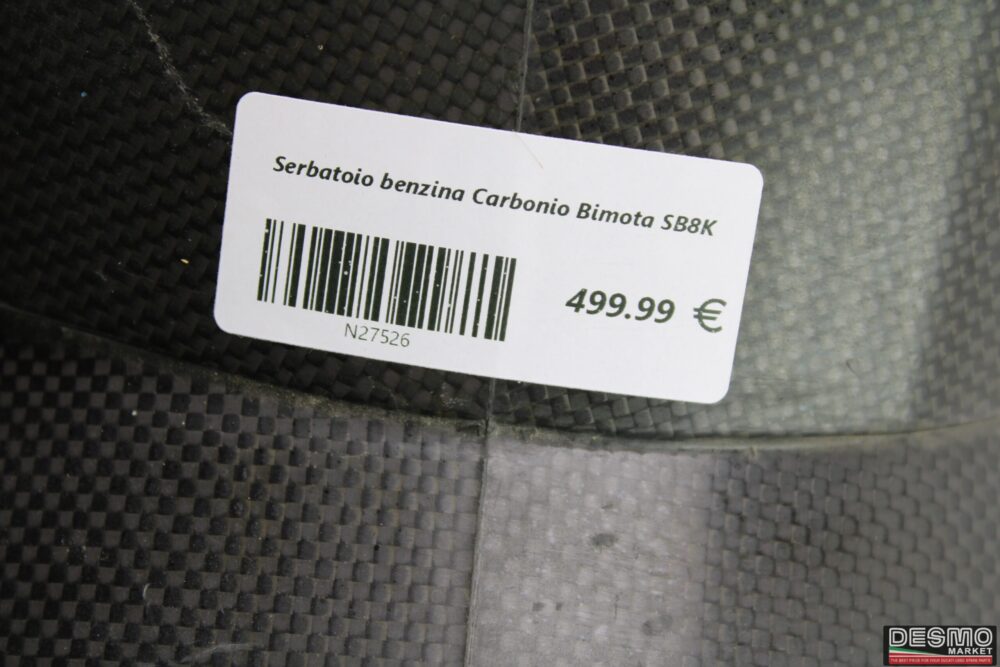 Serbatoio benzina Carbonio Bimota SB8K
499.99 €
N27526
DESMO
MARKET